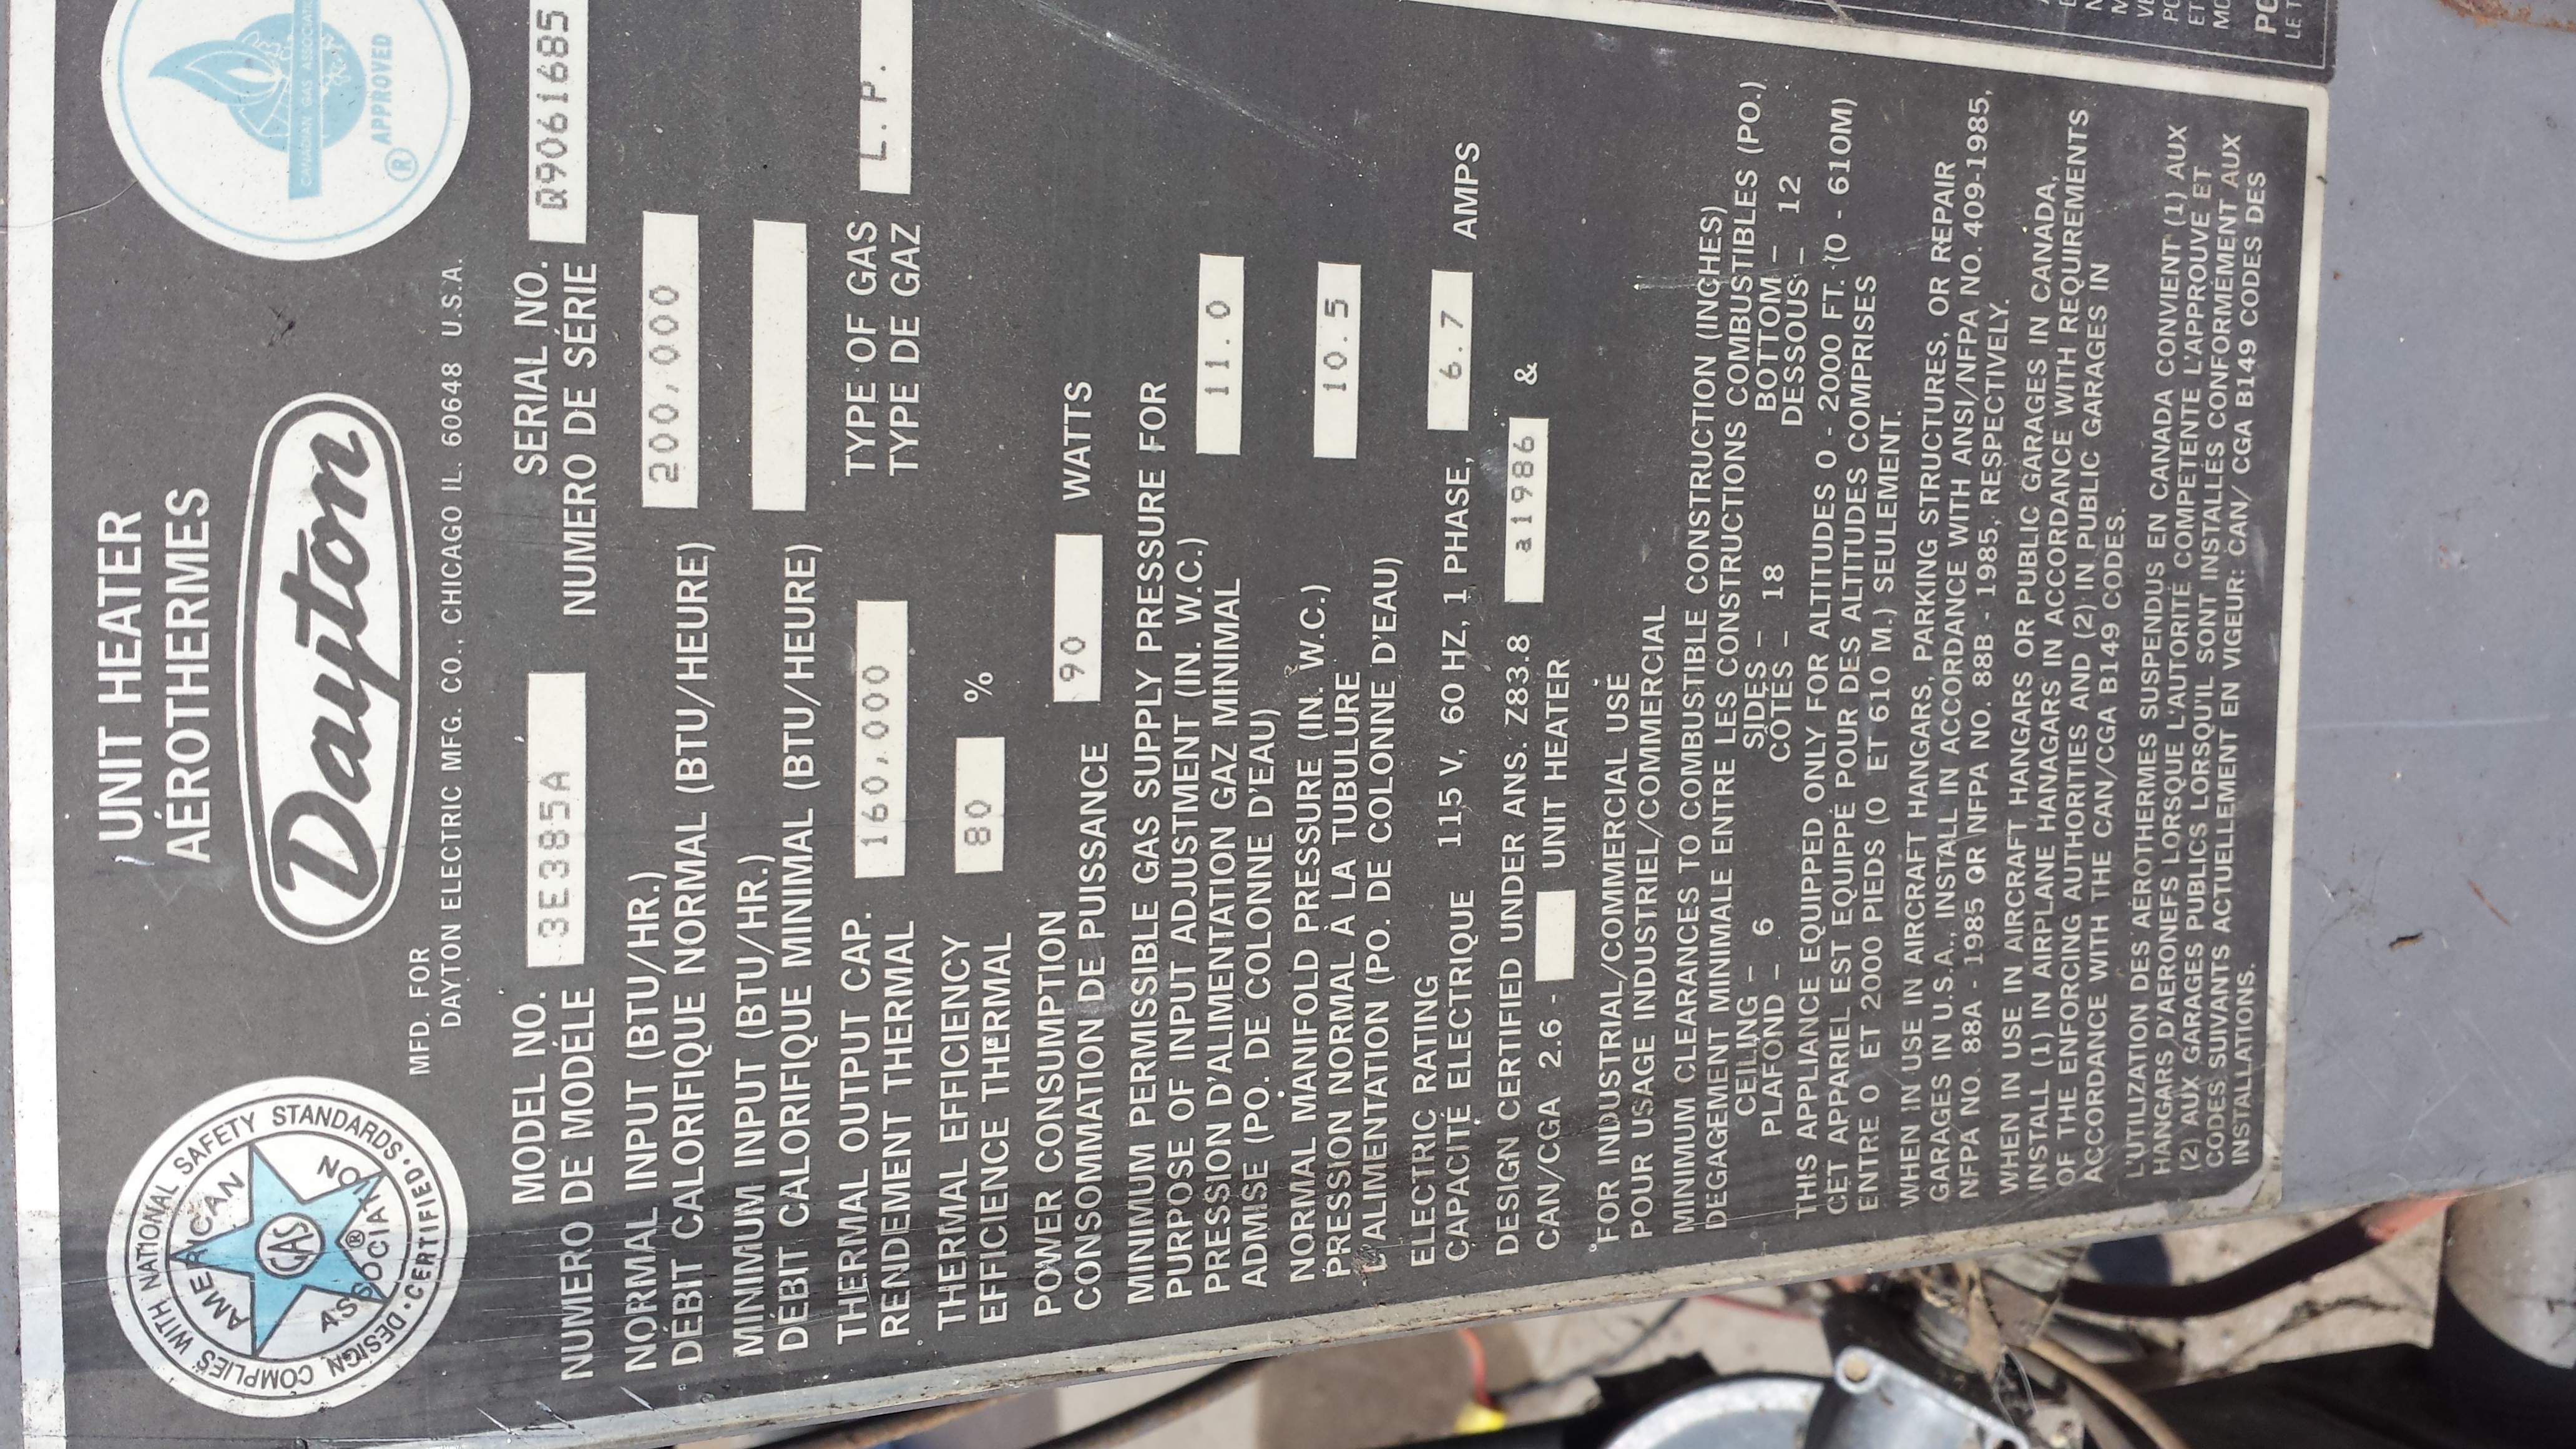 UNIT HEATER
AÉROTHERMES
COMPLIES WITH NATIONAL SAFETY STANDARDS · DESIGN CERTIFIED ·
AMERICAN GAS ASSOCIATION ®
Dayton
CANADIAN GAS ASSOCIATION
APPROVED
®
MFD. FOR
DAYTON ELECTRIC MFG. CO., CHICAGO IL. 60648 U.S.A.
MODEL NO. 3E385A SERIAL NO. Q9061685
NUMERO DE MODÉLE NUMERO DE SÉRIE
NORMAL INPUT (BTU/HR.) 200,000
DÉBIT CALORIFIQUE NORMAL (BTU/HEURE)
MINIMUM INPUT (BTU/HR.)
DÉBIT CALORIFIQUE MINIMAL (BTU/HEURE)
THERMAL OUTPUT CAP. 160,000 TYPE OF GAS L.P.
RENDEMENT THERMAL TYPE DE GAZ
THERMAL EFFICIENCY 80 %
EFFICIENCE THERMAL
POWER CONSUMPTION 90 WATTS
CONSOMMATION DE PUISSANCE
MINIMUM PERMISSIBLE GAS SUPPLY PRESSURE FOR
PURPOSE OF INPUT ADJUSTMENT (IN. W.C.) 11.0
PRESSION D'ALIMENTATION GAZ MINIMAL
ADMISE (PO. DE COLONNE D'EAU)
NORMAL MANIFOLD PRESSURE (IN. W.C.) 10.5
PRESSION NORMAL À LA TUBULURE
D'ALIMENTATION (PO. DE COLONNE D'EAU)
ELECTRIC RATING
CAPACITÉ ELECTRIQUE 115 V, 60 HZ, 1 PHASE, 6.7 AMPS
DESIGN CERTIFIED UNDER ANS. Z83.8 a1986 &
CAN/CGA 2.6 - UNIT HEATER
FOR INDUSTRIAL/COMMERCIAL USE
POUR USAGE INDUSTRIEL/COMMERCIAL
MINIMUM CLEARANCES TO COMBUSTIBLE CONSTRUCTION (INCHES)
DEGAGEMENT MINIMALE ENTRE LES CONSTRUCTIONS COMBUSTIBLES (PO.)
CEILING – 6 SIDES – 18 BOTTOM – 12
PLAFOND – CÔTES – DESSOUS –
THIS APPLIANCE EQUIPPED ONLY FOR ALTITUDES 0 - 2000 FT. (0 - 610M)
CET APPARIEL EST EQUIPPÉ POUR DES ALTITUDES COMPRISES
ENTRE 0 ET 2000 PIEDS (0 ET 610 M.) SEULEMENT.
WHEN IN USE IN AIRCRAFT HANGARS, PARKING STRUCTURES, OR REPAIR
GARAGES IN U.S.A., INSTALL IN ACCORDANCE WITH ANSI/NFPA NO. 409-1985,
NFPA NO. 88A - 1985 OR NFPA NO. 88B - 1985, RESPECTIVELY.
WHEN IN USE IN AIRCRAFT HANGARS OR PUBLIC GARAGES IN CANADA,
INSTALL (1) IN AIRPLANE HANAGARS IN ACCORDANCE WITH REQUIREMENTS
OF THE ENFORCING AUTHORITIES AND (2) IN PUBLIC GARAGES IN
ACCORDANCE WITH THE CAN/CGA B149 CODES.
L'UTILIZATION DES AÉROTHERMES SUSPENDUS EN CANADA CONVIENT (1) AUX
HANGARS D'AERONEFS LORSQUE L'AUTORITÉ COMPETENTE L'APPROUVE ET
(2) AUX GARAGES PUBLICS LORSQU'IL SONT INSTALLÉS CONFORMEMENT AUX
CODES SUIVANTS ACTUELLEMENT EN VIGEUR: CAN/ CGA B149 CODES DES
INSTALLATIONS.